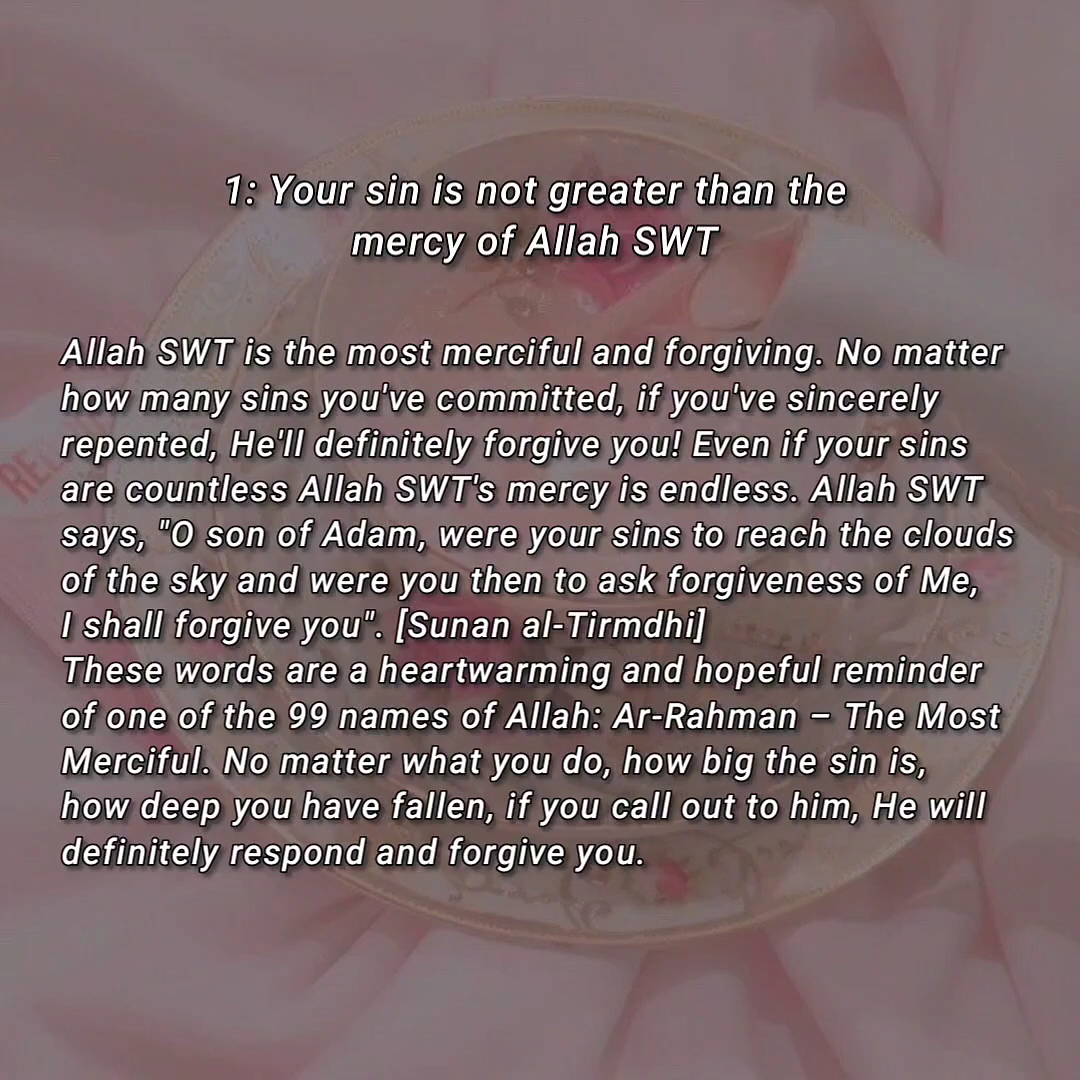 1: Your sin is not greater than the
mercy of Allah SWT
Allah SWT is the most merciful and forgiving. No matter
how many sins you've committed, if you've sincerely
repented, He'll definitely forgive you! Even if your sins
are countless Allah SWT's mercy is endless. Allah SWT
says, "O son of Adam, were your sins to reach the clouds
of the sky and were you then to ask forgiveness of Me,
I shall forgive you". [Sunan al-Tirmdhi]
These words are a heartwarming and hopeful reminder
of one of the 99 names of Allah: Ar-Rahman – The Most
Merciful. No matter what you do, how big the sin is,
how deep you have fallen, if you call out to him, He will
definitely respond and forgive you.